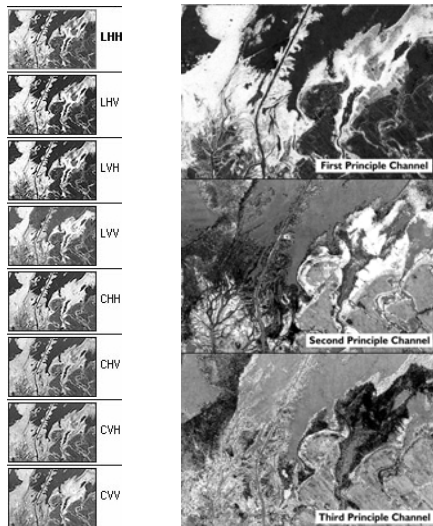 LHH
LHV
LVH
LVV
CHH
CHV
CVH
CVV
First Principle Channel
Second Principle Channel
Third Principle Channel